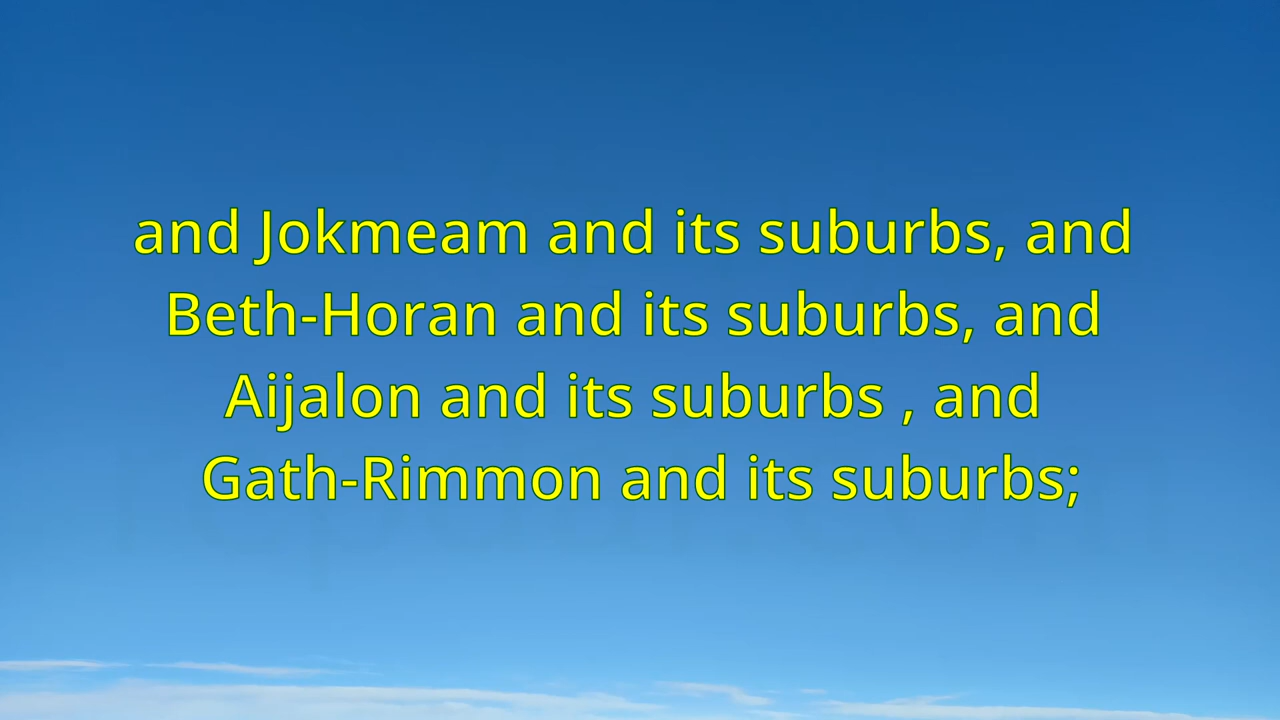 and Jokmeam and its suburbs, and
Beth-Horan and its suburbs, and
Aijalon and its suburbs , and
Gath-Rimmon and its suburbs;